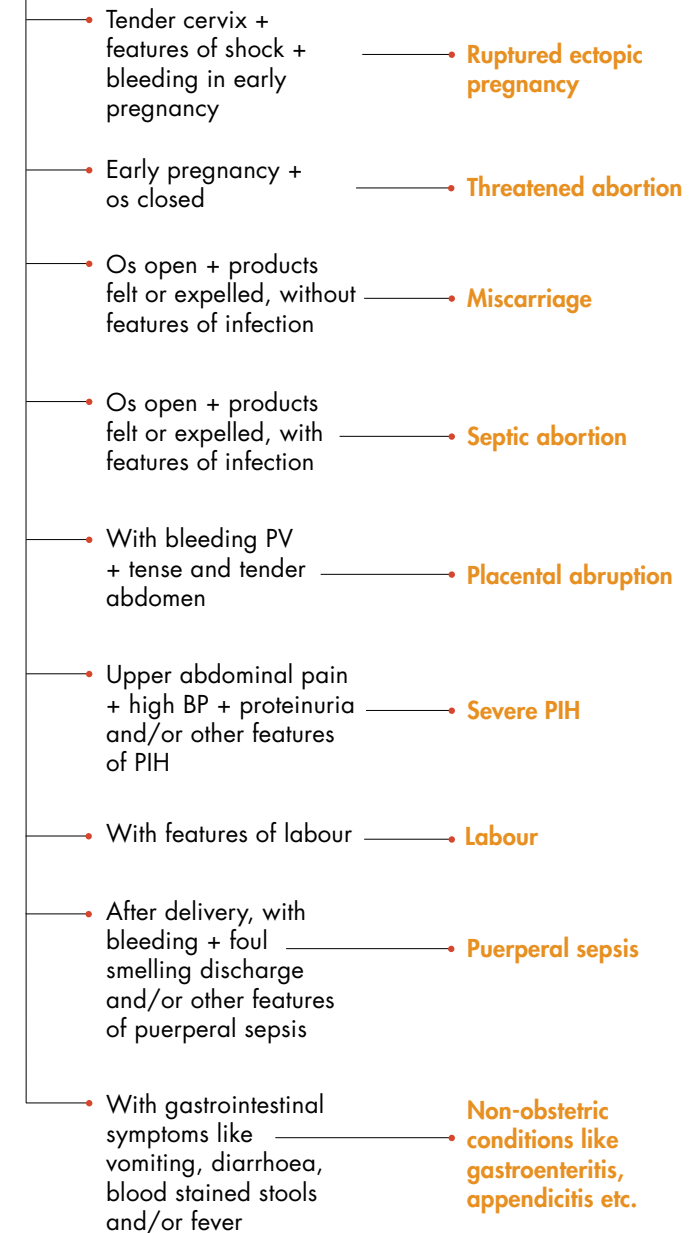 Tender cervix +
features of shock +
bleeding in early
pregnancy
Ruptured ectopic
pregnancy
Early pregnancy +
os closed
Threatened abortion
Os open + products
felt or expelled, without
features of infection
Miscarriage
Os open + products
felt or expelled, with
features of infection
Septic abortion
With bleeding PV
+ tense and tender
abdomen
Placental abruption
Upper abdominal pain
+ high BP + proteinuria
and/or other features
of PIH
Severe PIH
With features of labour
Labour
After delivery, with
bleeding + foul
smelling discharge
and/or other features
of puerperal sepsis
Puerperal sepsis
With gastrointestinal
symptoms like
vomiting, diarrhoea,
blood stained stools
and/or fever
Non-obstetric
conditions like
gastroenteritis,
appendicitis etc.